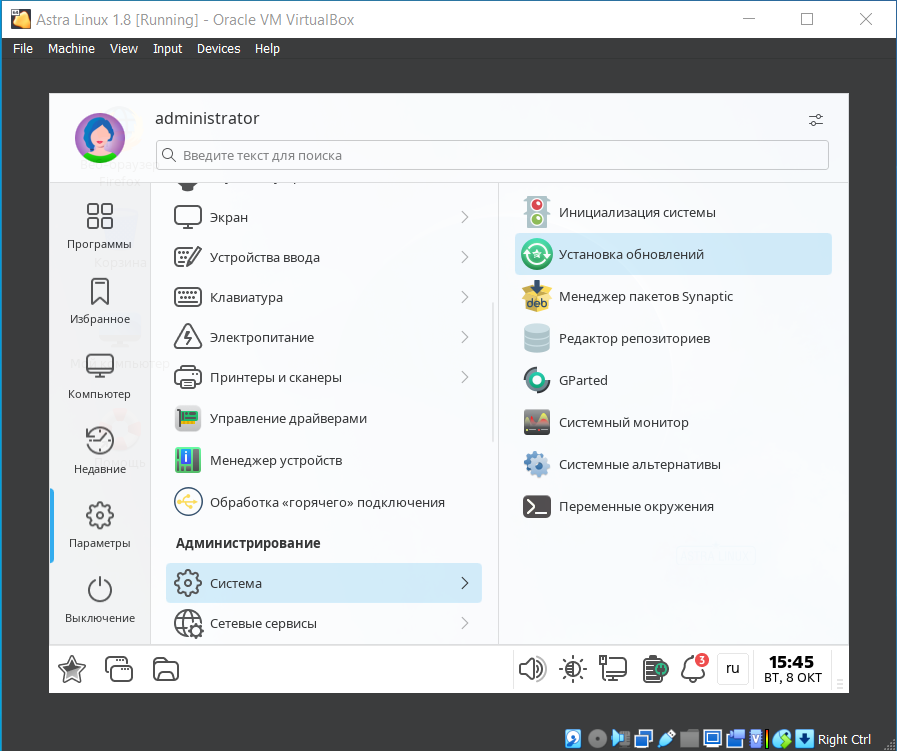 Astra Linux 1.8 [Running] - Oracle VM VirtualBox
File Machine View Input Devices Help
administrator
Введите текст для поиска
Программы
Избранное
Компьютер
Недавние
Параметры
Выключение
Экран
Устройства ввода
Клавиатура
Электропитание
Принтеры и сканеры
Управление драйверами
Менеджер устройств
Обработка «горячего» подключения
Администрирование
Система
Сетевые сервисы
Инициализация системы
Установка обновлений
deb
Менеджер пакетов Synaptic
Редактор репозиториев
GParted
Системный монитор
Системные альтернативы
Переменные окружения
3
ru
15:45
ВТ, 8 ОКТ
Right Ctrl